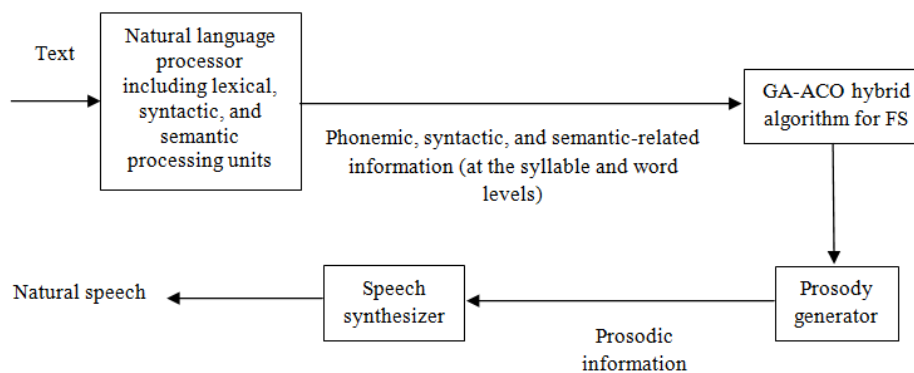 Text
Natural language
processor
including lexical,
syntactic, and
semantic
processing units
Phonemic, syntactic, and semantic-related
information (at the syllable and word
levels)
GA-ACO hybrid
algorithm for FS
Prosody
generator
Prosodic
information
Speech
synthesizer
Natural speech